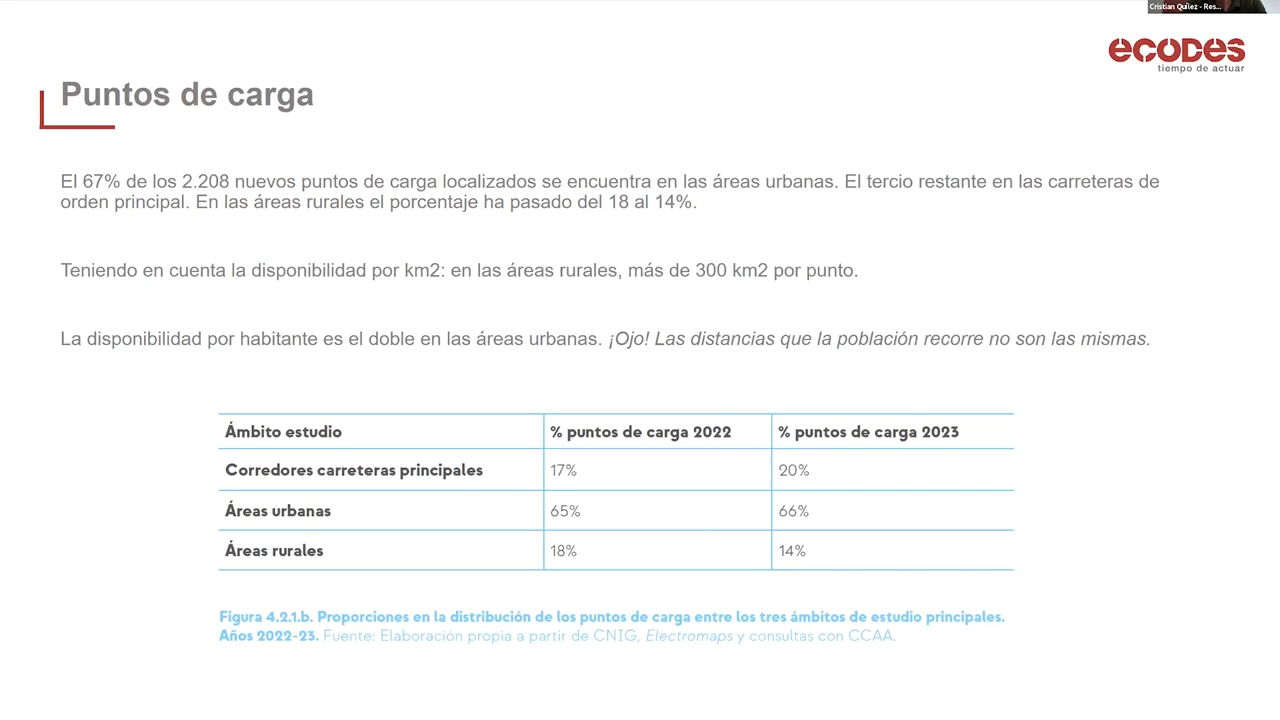 Cristian Quílez - Res...
ecodes
tiempo de actuar
Puntos de carga
El 67% de los 2.208 nuevos puntos de carga localizados se encuentra en las áreas urbanas. El tercio restante en las carreteras de
orden principal. En las áreas rurales el porcentaje ha pasado del 18 al 14%.
Teniendo en cuenta la disponibilidad por km2: en las áreas rurales, más de 300 km2 por punto.
La disponibilidad por habitante es el doble en las áreas urbanas. ¡Ojo! Las distancias que la población recorre no son las mismas.
Ámbito estudio % puntos de carga 2022 % puntos de carga 2023
Corredores carreteras principales 17% 20%
Áreas urbanas 65% 66%
Áreas rurales 18% 14%
Figura 4.2.1.b. Proporciones en la distribución de los puntos de carga entre los tres ámbitos de estudio principales.
Años 2022-23. Fuente: Elaboración propia a partir de CNIG, Electromaps y consultas con CCAA.